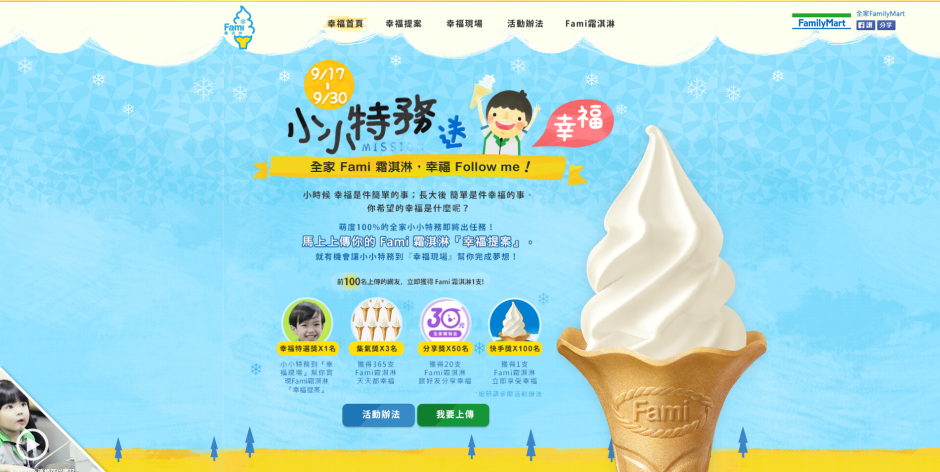 Fami
霜淇淋
幸福首頁 幸福提案 幸福現場 活動辦法 Fami霜淇淋
FamilyMart
全家FamilyMart
讚 分享
9/17
-
9/30
小小特務送幸福
MISSION
全家 Fami 霜淇淋，幸福 Follow me！
小時候 幸福是件簡單的事；長大後 簡單是件幸福的事。
你希望的幸福是什麼呢？
萌度100%的全家小小特務即將出任務！
馬上上傳你的 Fami 霜淇淋『幸福提案』。
就有機會讓小小特務到『幸福現場』幫你完成夢想！
前100名上傳的網友，立即獲得 Fami 霜淇淋1支！
30元
幸福特選獎X1名
集氣獎X3名
分享獎X50名
快手獎X100名
小小特務到『幸
福現場』幫你實
現Fami霜淇淋
『幸福提案』
獲得365支
Fami霜淇淋
天天都幸福
獲得20支
Fami霜淇淋
跟好友分享幸福
獲得1支
Fami霜淇淋
立即享受幸福
*細節請參閱活動辦法
活動辦法
我要上傳
Fami